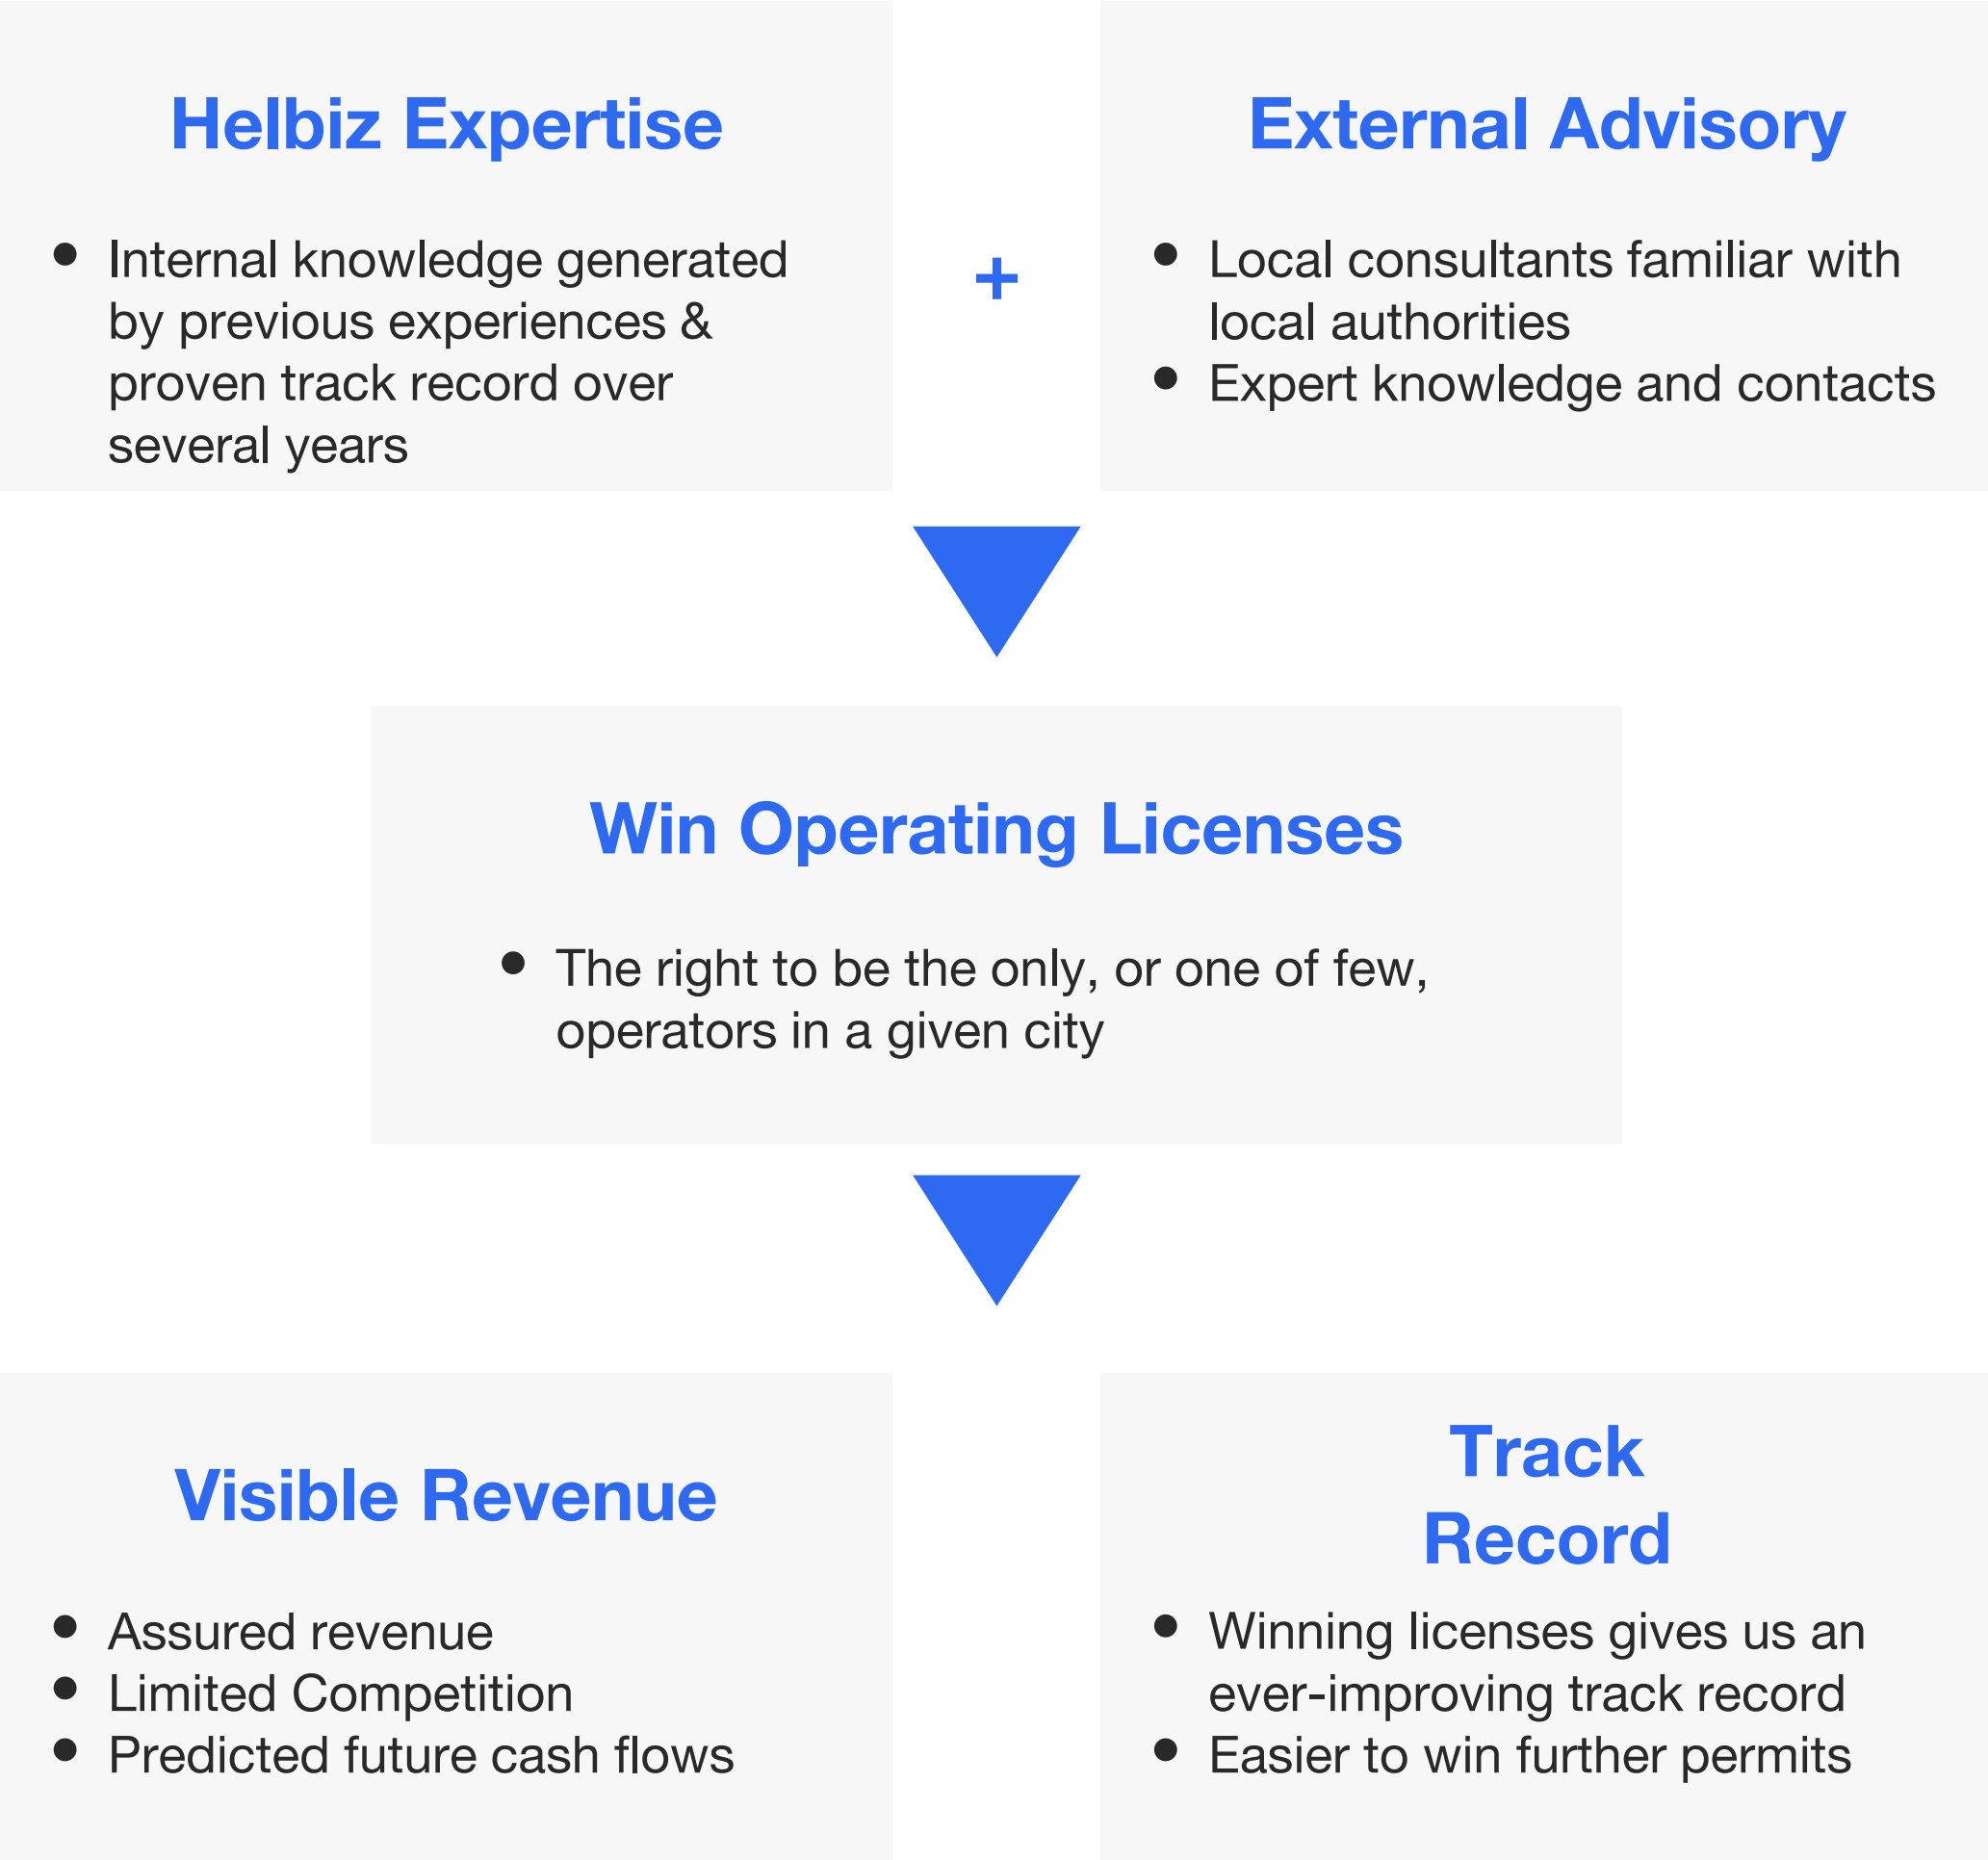 Helbiz Expertise
• Internal knowledge generated
by previous experiences &
proven track record over
several years
+
External Advisory
• Local consultants familiar with
local authorities
• Expert knowledge and contacts
Win Operating Licenses
• The right to be the only, or one of few,
operators in a given city
Visible Revenue
• Assured revenue
• Limited Competition
• Predicted future cash flows
Track
Record
• Winning licenses gives us an
ever-improving track record
• Easier to win further permits